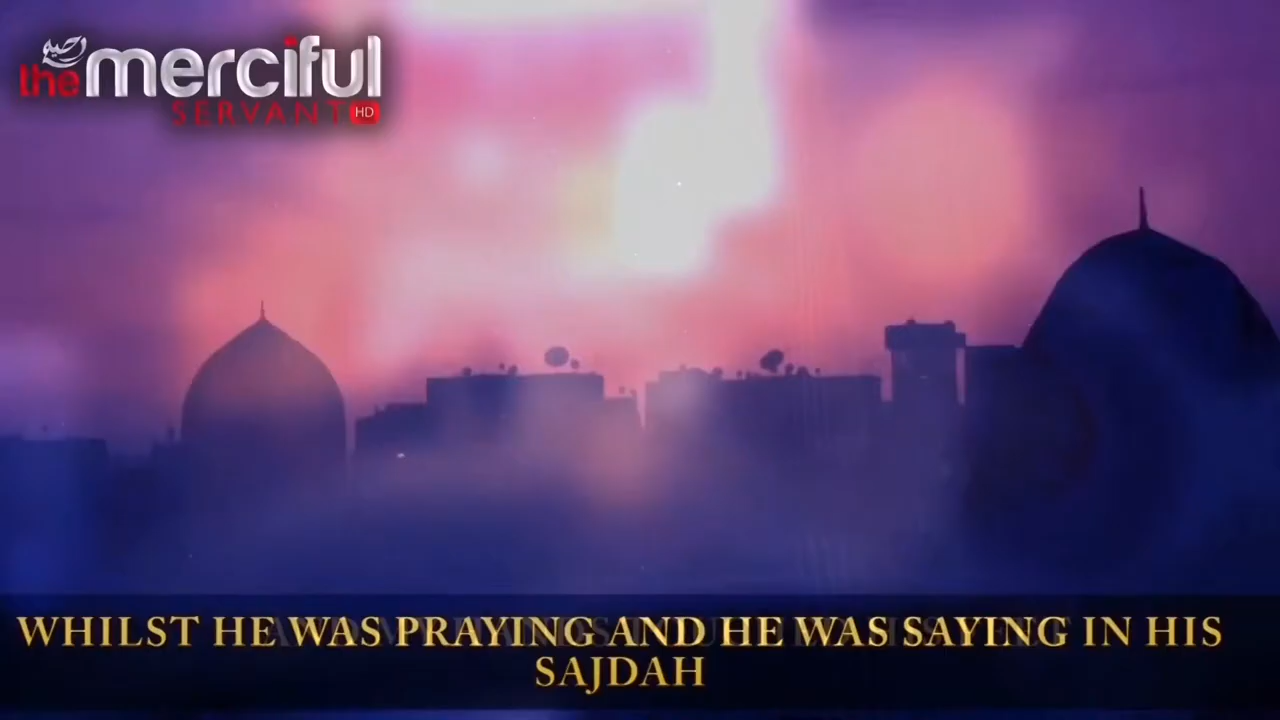 the merciful
SERVANT HD
WHILST HE WAS PRAYING AND HE WAS SAYING IN HIS
SAJDAH